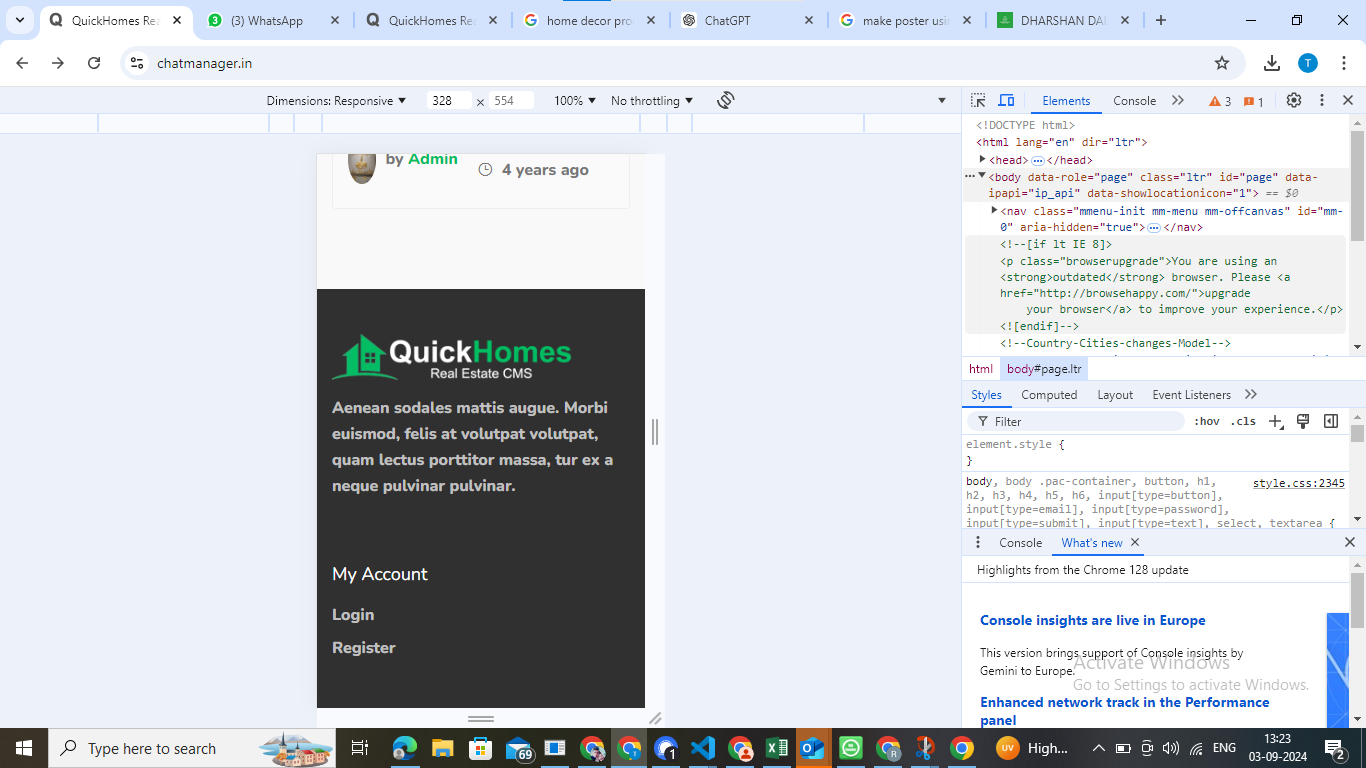 QuickHomes Rea
(3) WhatsApp
QuickHomes Rea
home decor pro
ChatGPT
make poster usin
DHARSHAN DAI
chatmanager.in
T
Dimensions: Responsive
328 × 554
100%
No throttling
by Admin
4 years ago
QuickHomes
Real Estate CMS
Aenean sodales mattis augue. Morbi
euismod, felis at volutpat volutpat,
quam lectus porttitor massa, tur ex a
neque pulvinar pulvinar.
My Account
Login
Register
Elements
Console
3
1
<!DOCTYPE html>
<html lang="en" dir="ltr">
<head> </head>
<body data-role="page" class="ltr" id="page" data-
ipapi="ip_api" data-showlocationicon="1"> == $0
<nav class="mmenu-init mm-menu mm-offcanvas" id="mm-
0" aria-hidden="true"> </nav>
<!--[if lt IE 8]>
<p class="browserupgrade">You are using an
<strong>outdated</strong> browser. Please <a
href="http://browsehappy.com/">upgrade
your browser</a> to improve your experience.</p>
<![endif]-->
<!--Country-Cities-changes-Model-->
html
body#page.ltr
Styles
Computed
Layout
Event Listeners
Filter
:hov
.cls
element.style {
}
body, body .pac-container, button, h1,
style.css:2345
h2, h3, h4, h5, h6, input[type=button],
input[type=email], input[type=password],
input[type=submit], input[type=text], select, textarea {
Console
What's new
Highlights from the Chrome 128 update
Console insights are live in Europe
This version brings support of Console insights by
Gemini to Europe.
Enhanced network track in the Performance
panel
Activate Windows
Go to Settings to activate Windows.
Type here to search
69
1
R
UV
High...
ENG
13:23
03-09-2024
2